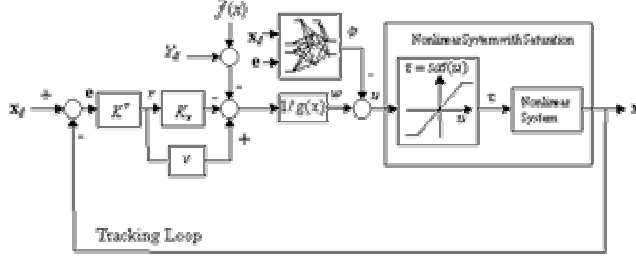 f(x)
x_d
e
Y_d
φ
Nonlinear System with Saturation
τ = sat(u)
x_d
+
e
K^T
r
K_v
-
-
1/g(x)
w
-
u
u
τ
Nonlinear
System
x
-
v
+
Tracking Loop